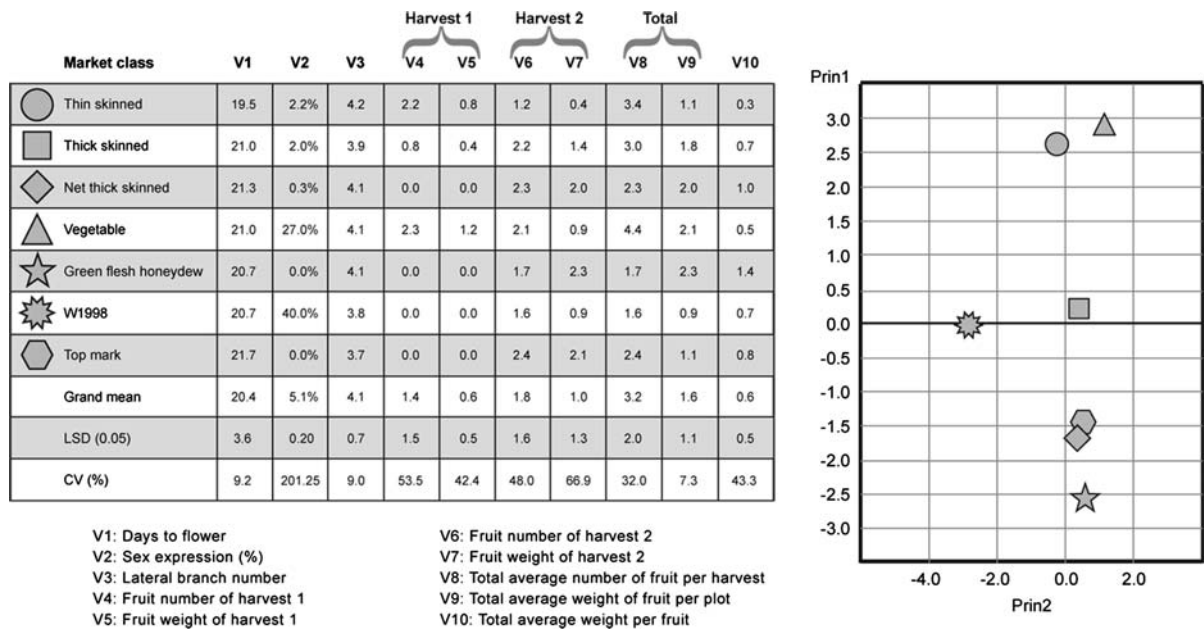 Harvest 1 Harvest 2 Total
Market class V1 V2 V3 V4 V5 V6 V7 V8 V9 V10
Thin skinned 19.5 2.2% 4.2 2.2 0.8 1.2 0.4 3.4 1.1 0.3
Thick skinned 21.0 2.0% 3.9 0.8 0.4 2.2 1.4 3.0 1.8 0.7
Net thick skinned 21.3 0.3% 4.1 0.0 0.0 2.3 2.0 2.3 2.0 1.0
Vegetable 21.0 27.0% 4.1 2.3 1.2 2.1 0.9 4.4 2.1 0.5
Green flesh honeydew 20.7 0.0% 4.1 0.0 0.0 1.7 2.3 1.7 2.3 1.4
W1998 20.7 40.0% 3.8 0.0 0.0 1.6 0.9 1.6 0.9 0.7
Top mark 21.7 0.0% 3.7 0.0 0.0 2.4 2.1 2.4 1.1 0.8
Grand mean 20.4 5.1% 4.1 1.4 0.6 1.8 1.0 3.2 1.6 0.6
LSD (0.05) 3.6 0.20 0.7 1.5 0.5 1.6 1.3 2.0 1.1 0.5
CV (%) 9.2 201.25 9.0 53.5 42.4 48.0 66.9 32.0 7.3 43.3
V1: Days to flower
V2: Sex expression (%)
V3: Lateral branch number
V4: Fruit number of harvest 1
V5: Fruit weight of harvest 1
V6: Fruit number of harvest 2
V7: Fruit weight of harvest 2
V8: Total average number of fruit per harvest
V9: Total average weight of fruit per plot
V10: Total average weight per fruit
Prin1
3.0
2.5
2.0
1.5
1.0
0.5
0.0
-0.5
-1.0
-1.5
-2.0
-2.5
-3.0
-4.0 -2.0 0.0 2.0
Prin2